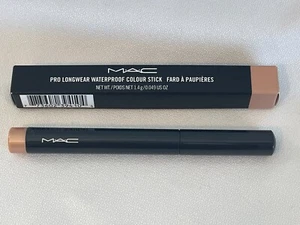 MAC
PRO LONGWEAR WATERPROOF COLOUR STICK FARD À PAUPIÈRES
NET WT./POIDS NET 1.4 g/0.049 US OZ
MAC